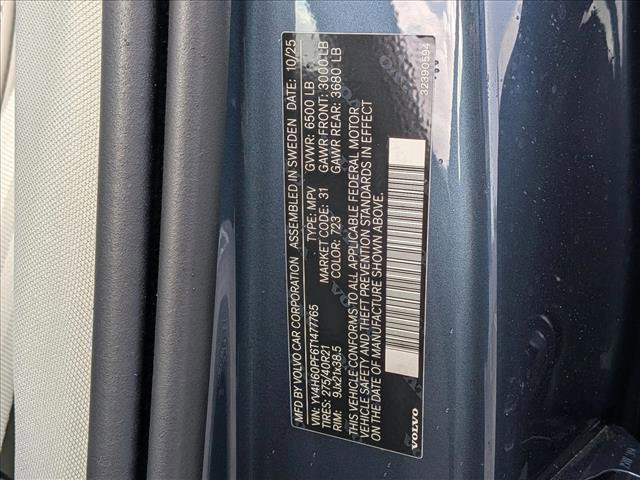 MFD BY VOLVO CAR CORPORATION ASSEMBLED IN SWEDEN DATE: 10/25
VIN: YV4H60PF6T1477765 TYPE: MPV GVWR: 6500 LB
TIRES: 275/40R21 MARKET CODE: 31 GAWR FRONT: 3000 LB
RIM: 9Jx21x38.5 COLOR: 723 GAWR REAR: 3680 LB
THIS VEHICLE CONFORMS TO ALL APPLICABLE FEDERAL MOTOR
VEHICLE SAFETY AND THEFT PREVENTION STANDARDS IN EFFECT
ON THE DATE OF MANUFACTURE SHOWN ABOVE.
VOLVO
32390594